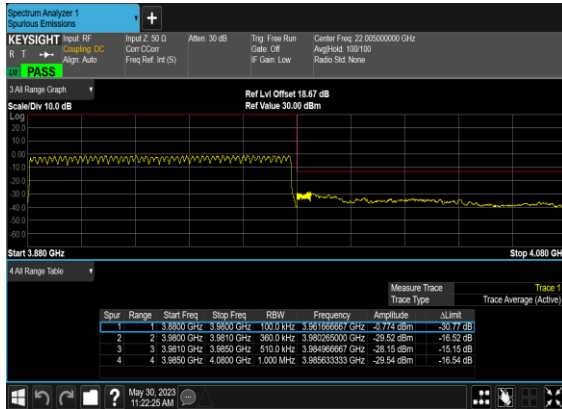 Spectrum Analyzer 1
Spurious Emissions
+
KEYSIGHT Input: RF Input Z: 50 Ω Atten: 30 dB Trig: Free Run Center Freq: 22.005000000 GHz
R T Coupling: DC Corr CCorr Gate: Off Avg|Hold: 100/100
Align: Auto Freq Ref: Int (S) IF Gain: Low Radio Std: None
PASS
3 All Range Graph
Ref Lvl Offset 18.67 dB
Scale/Div 10.0 dB Ref Value 30.00 dBm
Log
20.0
10.0
0.00
-10.0
-20.0
-30.0
-40.0
-50.0
-60.0
Start 3.880 GHz Stop 4.080 GH
4 All Range Table
Measure Trace Trace 1
Trace Type Trace Average (Active)
Spur Range Start Freq Stop Freq RBW Frequency Amplitude ΔLimit
1 1 3.8800 GHz 3.9800 GHz 100.0 kHz 3.961666667 GHz -0.774 dBm -30.77 dB
2 2 3.9800 GHz 3.9810 GHz 360.0 kHz 3.980265000 GHz -29.52 dBm -16.52 dB
3 3 3.9810 GHz 3.9850 GHz 510.0 kHz 3.984966667 GHz -28.15 dBm -15.15 dB
4 4 3.9850 GHz 4.0800 GHz 1.000 MHz 3.985633333 GHz -29.54 dBm -16.54 dB
?
May 30, 2023
11:22:25 AM